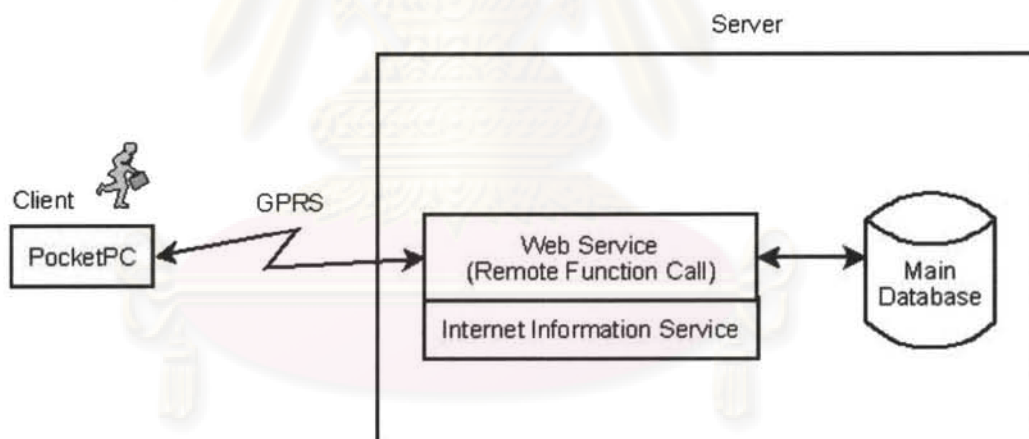 Server
Client
GPRS
PocketPC
Web Service
(Remote Function Call)
Internet Information Service
Main
Database